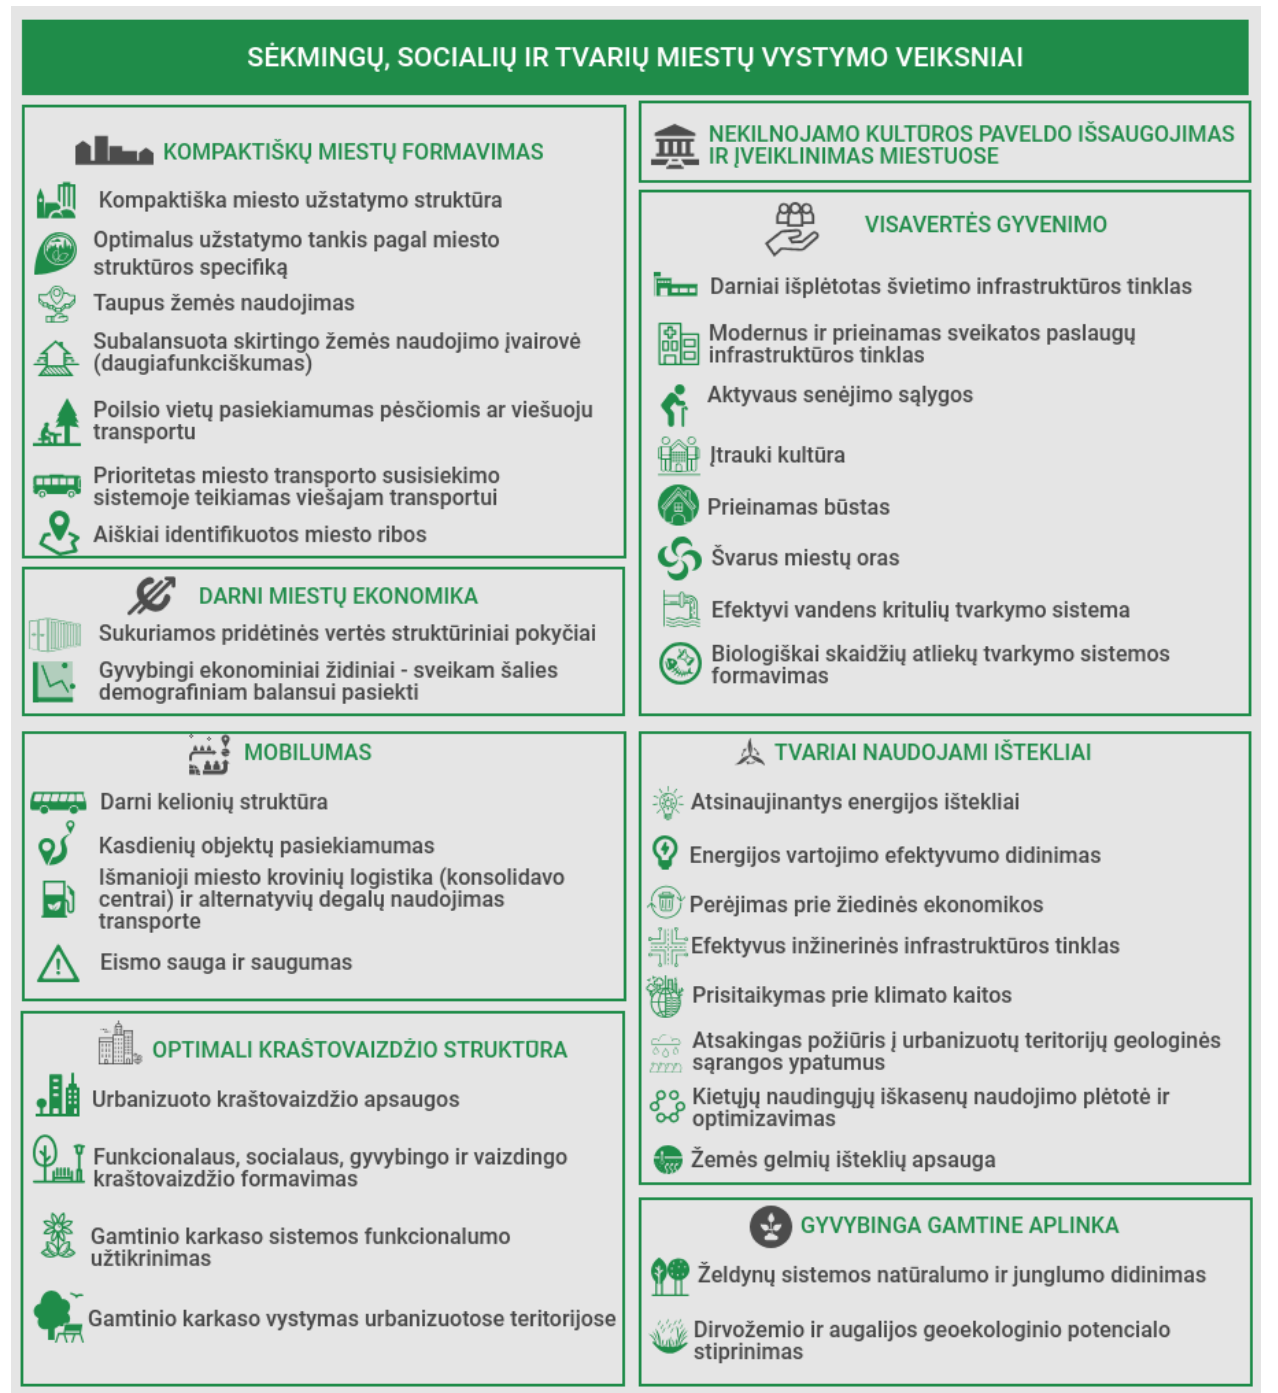 SĖKMINGŲ, SOCIALIŲ IR TVARIŲ MIESTŲ VYSTYMO VEIKSNIAI
KOMPAKTIŠKŲ MIESTŲ FORMAVIMAS
Kompaktiška miesto užstatymo struktūra
Optimalus užstatymo tankis pagal miesto
struktūros specifiką
Taupus žemės naudojimas
Subalansuota skirtingo žemės naudojimo įvairovė
(daugiafunkciškumas)
Poilsio vietų pasiekiamumas pėsčiomis ar viešuoju
transportu
Prioritetas miesto transporto susisiekimo
sistemoje teikiamas viešajam transportui
Aiškiai identifikuotos miesto ribos
DARNI MIESTŲ EKONOMIKA
Sukuriamos pridėtinės vertės struktūriniai pokyčiai
Gyvybingi ekonominiai židiniai - sveikam šalies
demografiniam balansui pasiekti
MOBILUMAS
Darni kelionių struktūra
Kasdienių objektų pasiekiamumas
Išmanioji miesto krovinių logistika (konsolidavo
centrai) ir alternatyvių degalų naudojimas
transporte
Eismo sauga ir saugumas
OPTIMALI KRAŠTOVAIZDŽIO STRUKTŪRA
Urbanizuoto kraštovaizdžio apsaugos
Funkcionalaus, socialaus, gyvybingo ir vaizdingo
kraštovaizdžio formavimas
Gamtinio karkaso sistemos funkcionalumo
užtikrinimas
Gamtinio karkaso vystymas urbanizuotose teritorijose
NEKILNOJAMO KULTŪROS PAVELDO IŠSAUGOJIMAS
IR ĮVEIKLINIMAS MIESTUOSE
VISAVERTĖS GYVENIMO
Darniai išplėtotas švietimo infrastruktūros tinklas
Modernus ir prieinamas sveikatos paslaugų
infrastruktūros tinklas
Aktyvaus senėjimo sąlygos
Įtrauki kultūra
Prieinamas būstas
Švarus miestų oras
Efektyvi vandens kritulių tvarkymo sistema
Biologiškai skaidžių atliekų tvarkymo sistemos
formavimas
TVARIAI NAUDOJAMI IŠTEKLIAI
Atsinaujinantys energijos ištekliai
Energijos vartojimo efektyvumo didinimas
Perėjimas prie žiedinės ekonomikos
Efektyvus inžinerinės infrastruktūros tinklas
Prisitaikymas prie klimato kaitos
Atsakingas požiūris į urbanizuotų teritorijų geologinės
sąrangos ypatumus
Kietųjų naudingųjų iškasenų naudojimo plėtotė ir
optimizavimas
Žemės gelmių išteklių apsauga
GYVYBINGA GAMTINE APLINKA
Želdynų sistemos natūralumo ir junglumo didinimas
Dirvožemio ir augalijos geoekologinio potencialo
stiprinimas